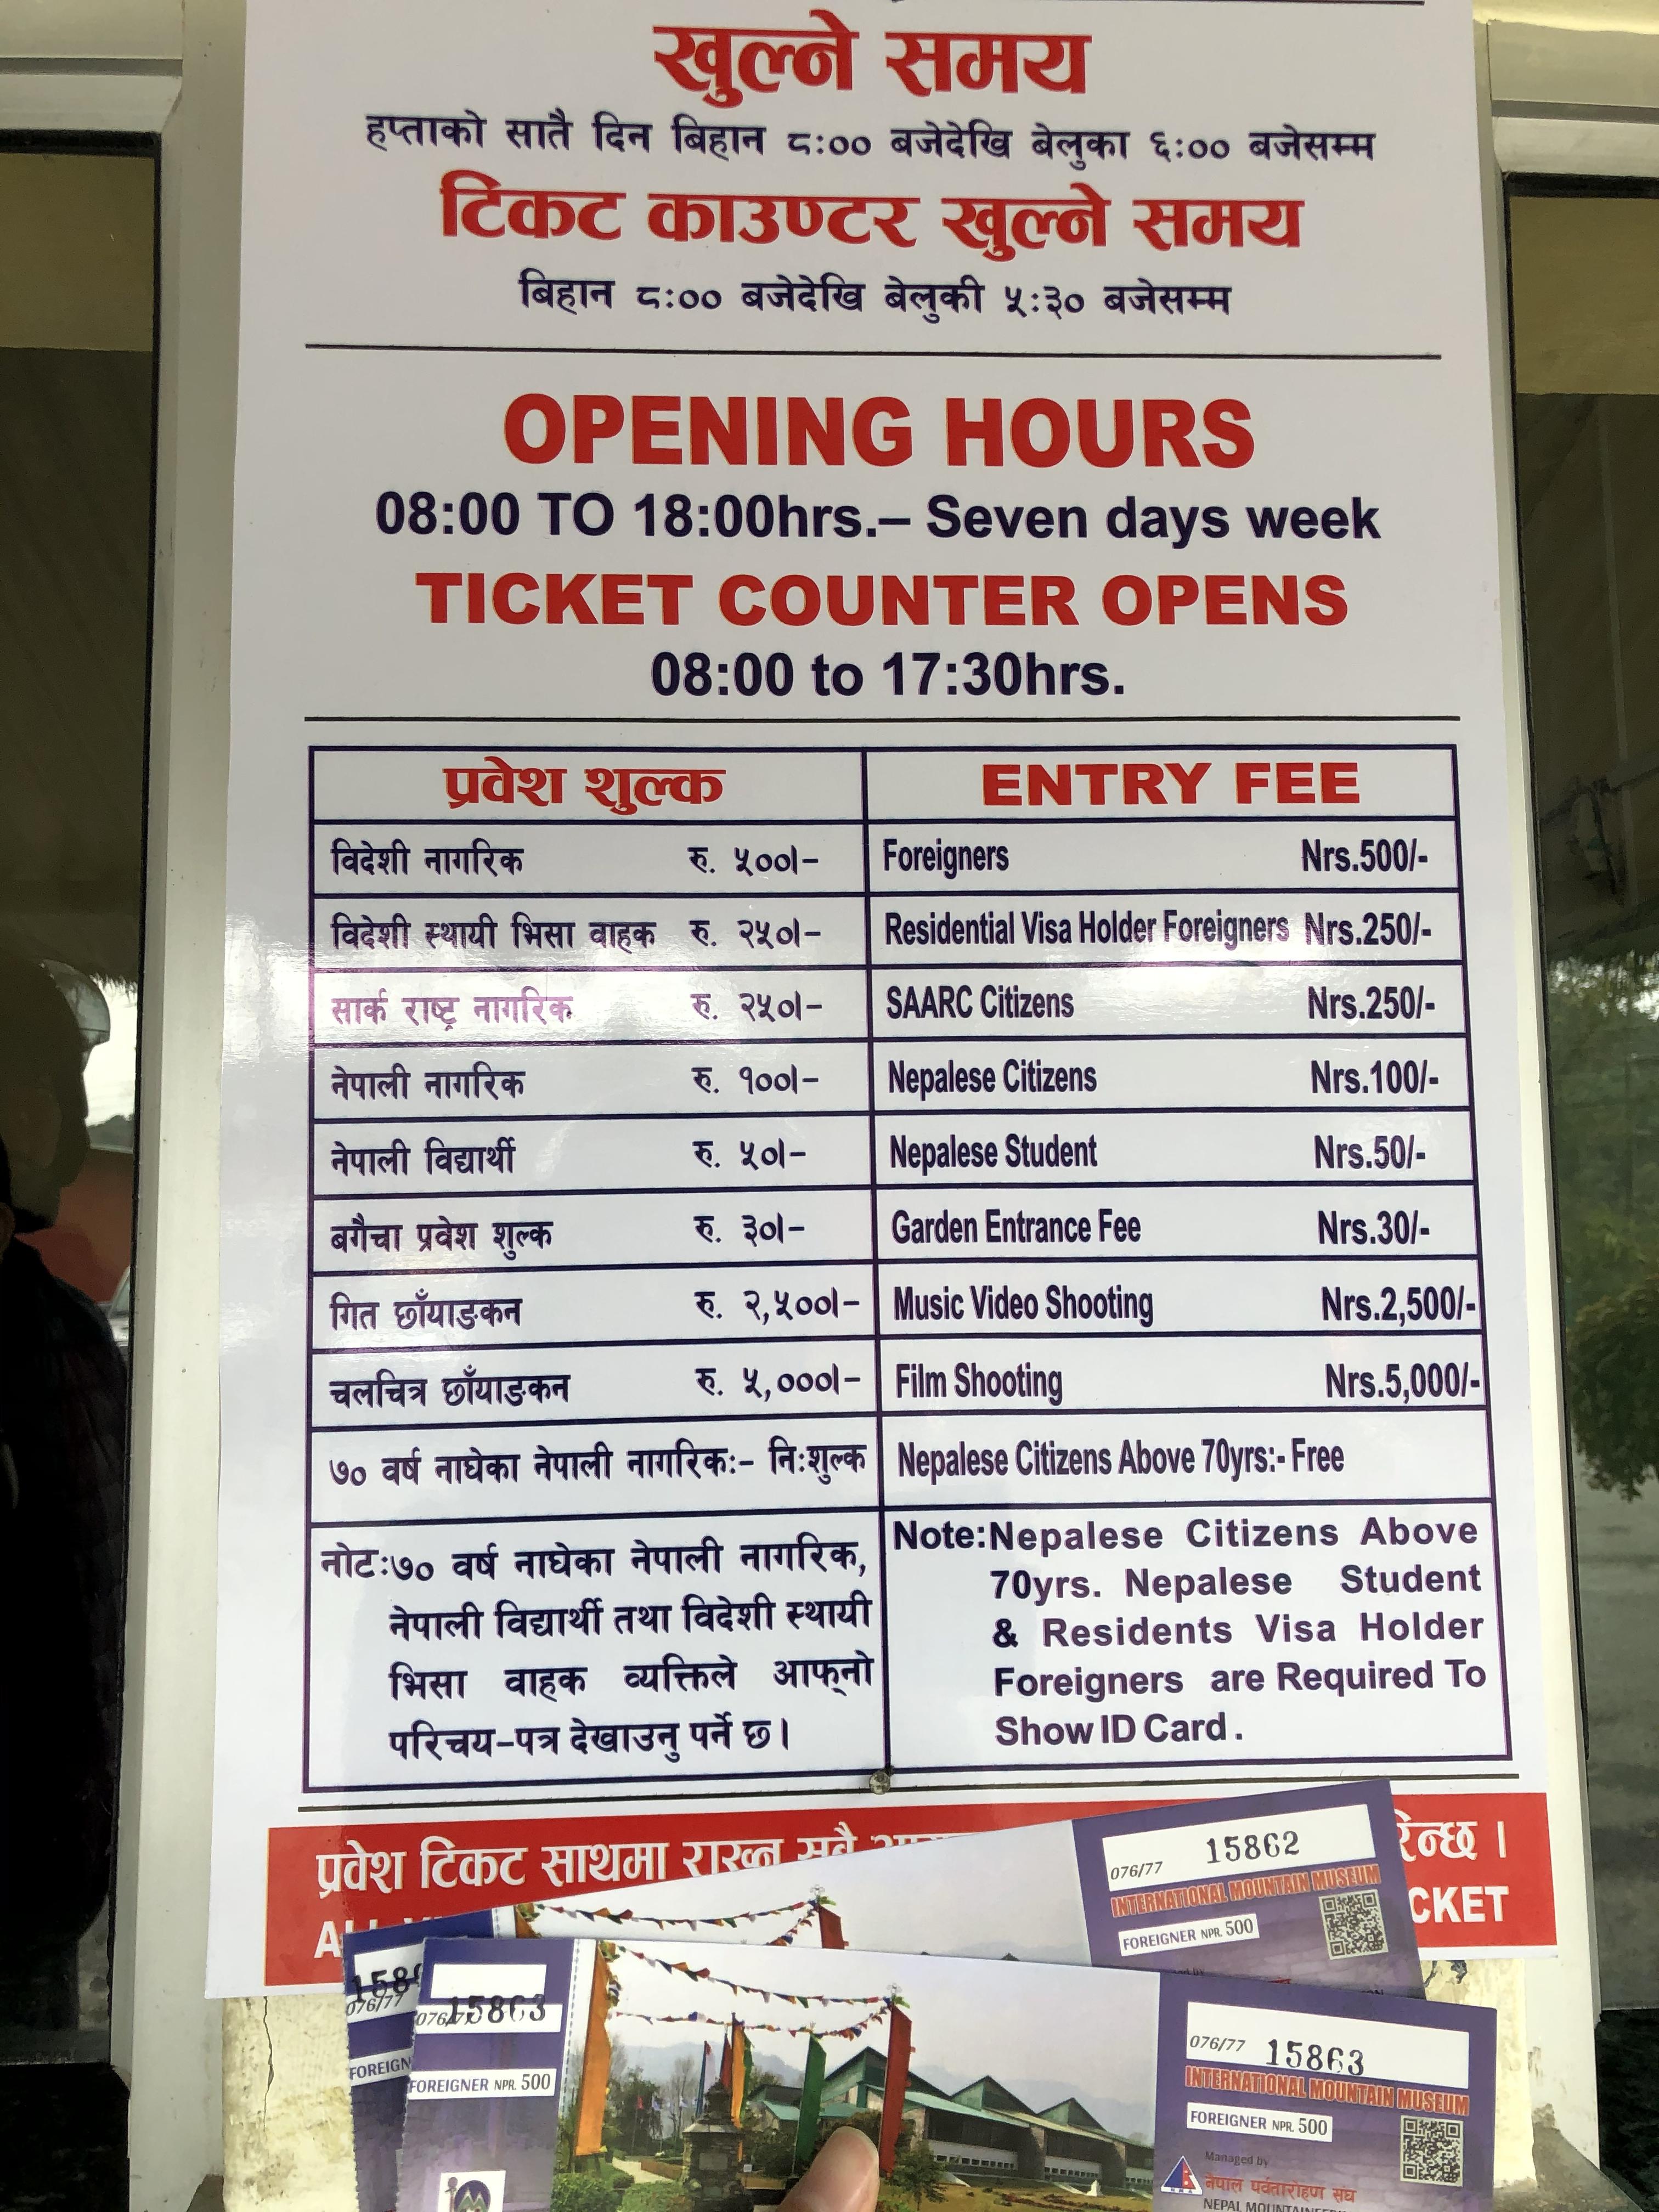 खुल्ने समय
हप्ताको सातै दिन बिहान ८:०० बजेदेखि बेलुका ६:०० बजेसम्म
टिकट काउण्टर खुल्ने समय
बिहान ८:०० बजेदेखि बेलुकी ५:३० बजेसम्म
OPENING HOURS
08:00 TO 18:00hrs.– Seven days week
TICKET COUNTER OPENS
08:00 to 17:30hrs.
प्रवेश शुल्क ENTRY FEE
विदेशी नागरिक रु. ५००।– Foreigners Nrs.500/-
विदेशी स्थायी भिसा वाहक रु. २५०।– Residential Visa Holder Foreigners Nrs.250/-
सार्क राष्ट्र नागरिक रु. २५०।– SAARC Citizens Nrs.250/-
नेपाली नागरिक रु. १००।– Nepalese Citizens Nrs.100/-
नेपाली विद्यार्थी रु. ५०।– Nepalese Student Nrs.50/-
बगैचा प्रवेश शुल्क रु. ३०।– Garden Entrance Fee Nrs.30/-
गित छाँयाङकन रु. २,५००।– Music Video Shooting Nrs.2,500/-
चलचित्र छाँयाङकन रु. ५,०००।– Film Shooting Nrs.5,000/-
७० वर्ष नाघेका नेपाली नागरिकः– निःशुल्क Nepalese Citizens Above 70yrs:- Free
नोटः७० वर्ष नाघेका नेपाली नागरिक,
नेपाली विद्यार्थी तथा विदेशी स्थायी
भिसा वाहक व्यक्तिले आफ्‍नो
परिचय–पत्र देखाउनु पर्ने छ।
Note:Nepalese Citizens Above
70yrs. Nepalese Student
& Residents Visa Holder
Foreigners are Required To
Show ID Card.
प्रवेश टिकट साथमा राख्न सबै
076/77 15862
INTERNATIONAL MOUNTAIN MUSEUM
FOREIGNER NPR. 500
076/77
076/77 15863
FOREIGNER NPR. 500
076/77 15863
INTERNATIONAL MOUNTAIN MUSEUM
FOREIGNER NPR. 500
Managed by
नेपाल पर्वतारोहण संघ
NEPAL